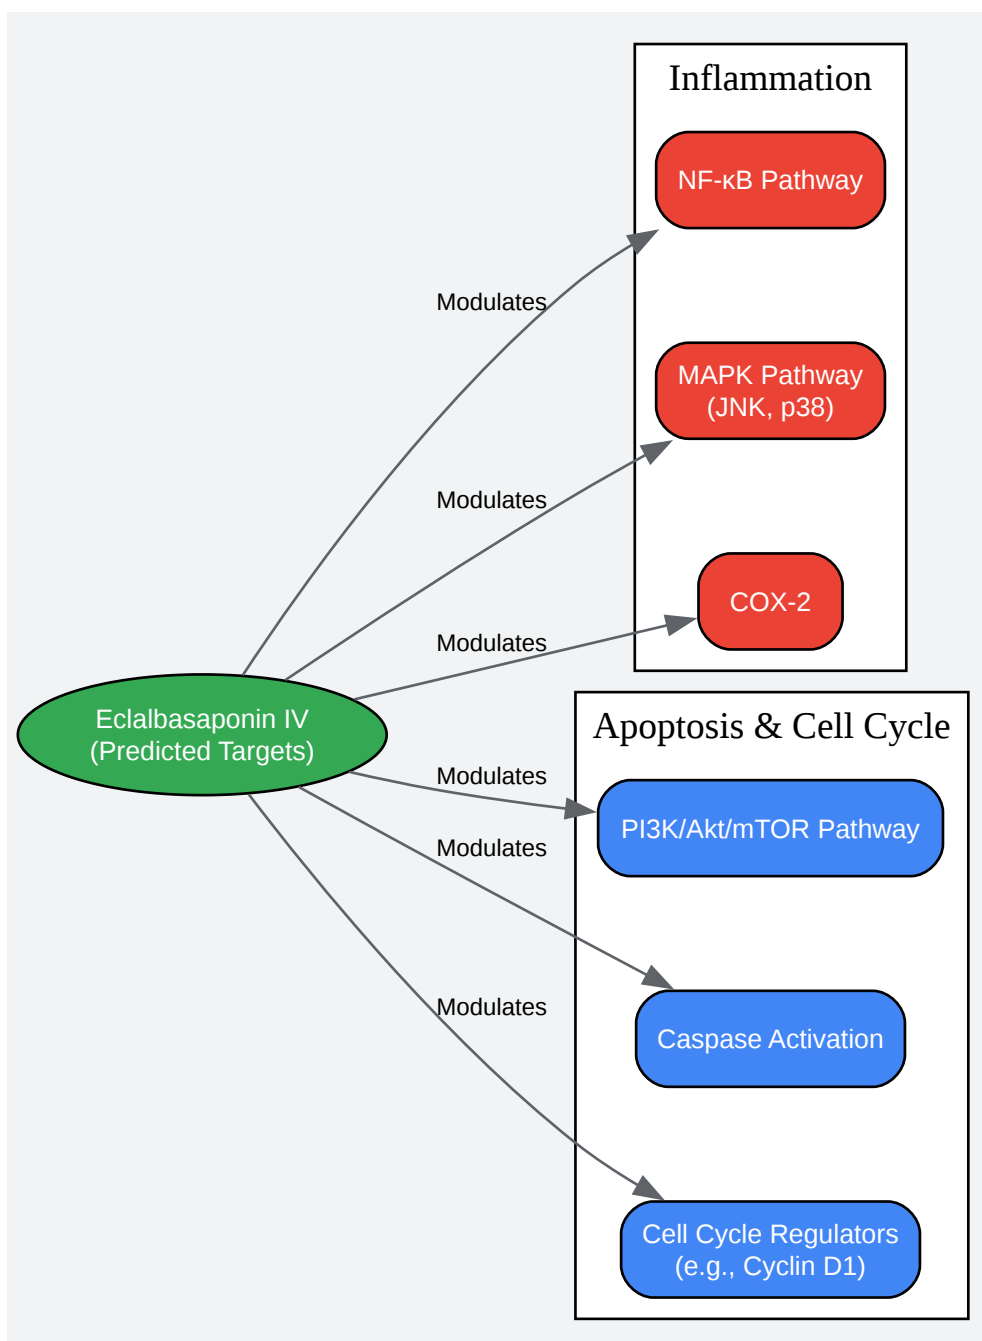 Inflammation
NF-κB Pathway
Modulates
MAPK Pathway
(JNK, p38)
Modulates
COX-2
Modulates
Eclalbasaponin IV
(Predicted Targets)
Apoptosis & Cell Cycle
Modulates
PI3K/Akt/mTOR Pathway
Modulates
Caspase Activation
Modulates
Cell Cycle Regulators
(e.g., Cyclin D1)